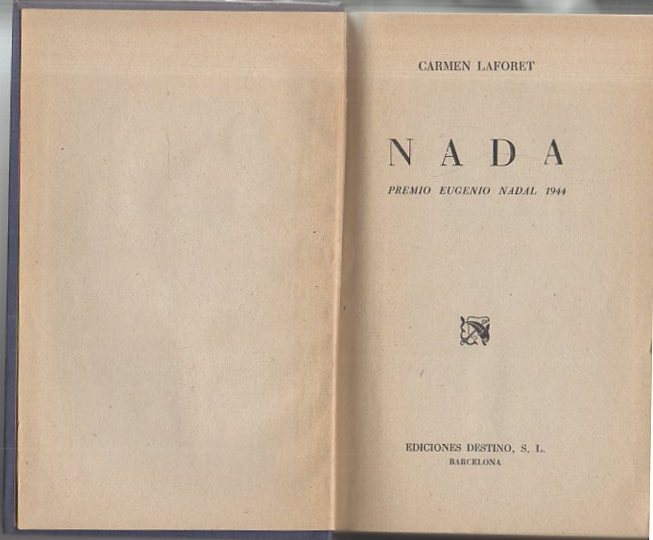 CARMEN LAFORET
NADA
PREMIO EUGENIO NADAL 1944
EDICIONES DESTINO, S. L.
BARCELONA